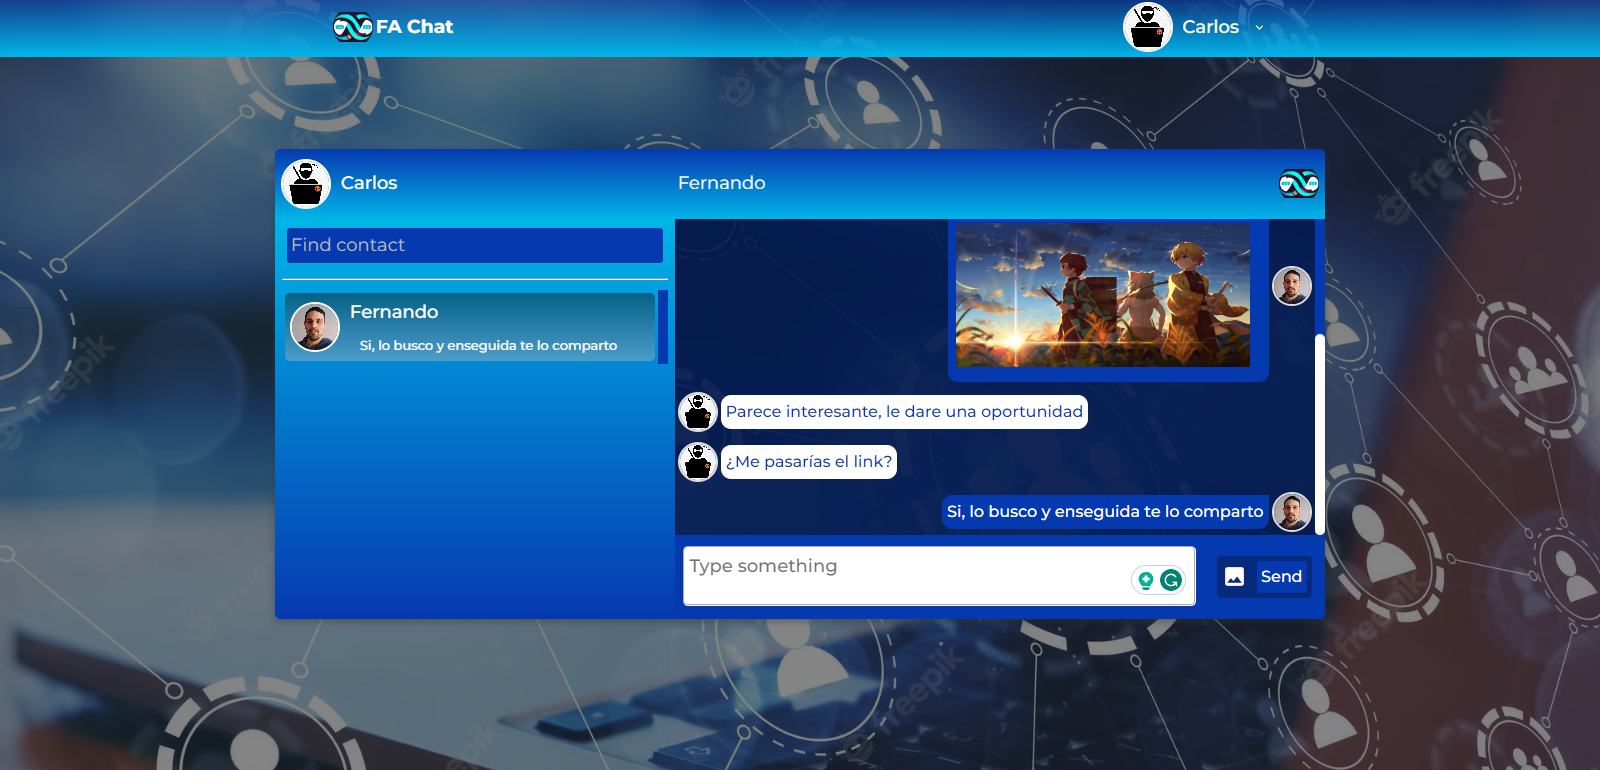 FA Chat
Carlos
Carlos
Fernando
Find contact
Fernando
Si, lo busco y enseguida te lo comparto
Parece interesante, le dare una oportunidad
¿Me pasarías el link?
Si, lo busco y enseguida te lo comparto
Type something
Send
freepik
freepik
freepik
freepik
freepik